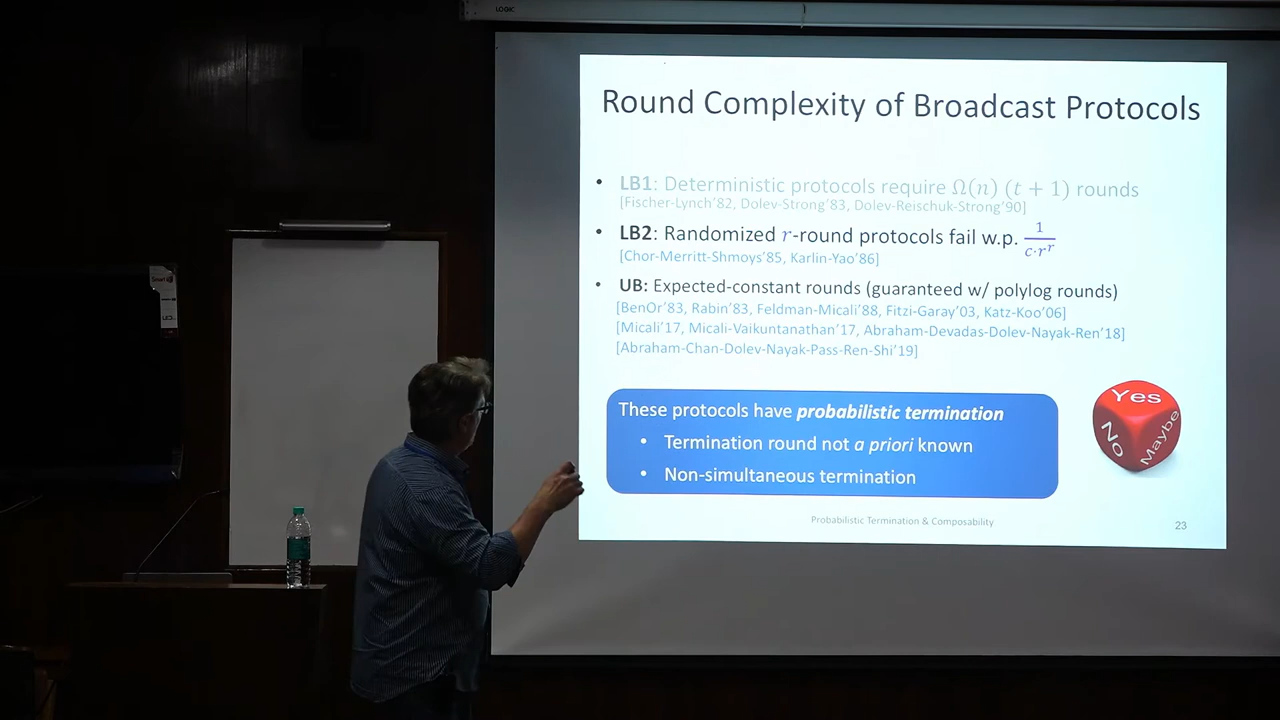 LOGIC
Round Complexity of Broadcast Protocols
• LB1: Deterministic protocols require Ω(n) (t + 1) rounds
[Fischer-Lynch'82, Dolev-Strong'83, Dolev-Reischuk-Strong'90]
• LB2: Randomized r-round protocols fail w.p. 1/(c·r^r)
[Chor-Merritt-Shmoys'85, Karlin-Yao'86]
• UB: Expected-constant rounds (guaranteed w/ polylog rounds)
[BenOr'83, Rabin'83, Feldman-Micali'88, Fitzi-Garay'03, Katz-Koo'06]
[Micali'17, Micali-Vaikuntanathan'17, Abraham-Devadas-Dolev-Nayak-Ren'18]
[Abraham-Chan-Dolev-Nayak-Pass-Ren-Shi'19]
These protocols have probabilistic termination
• Termination round not a priori known
• Non-simultaneous termination
Yes
No
Maybe
Probabilistic Termination & Composability
23